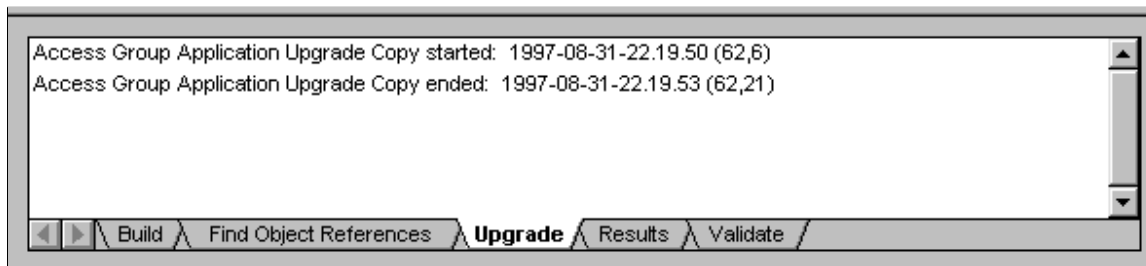 Access Group Application Upgrade Copy started:  1997-08-31-22.19.50 (62,6)
Access Group Application Upgrade Copy ended:  1997-08-31-22.19.53 (62,21)
Build Find Object References Upgrade Results Validate